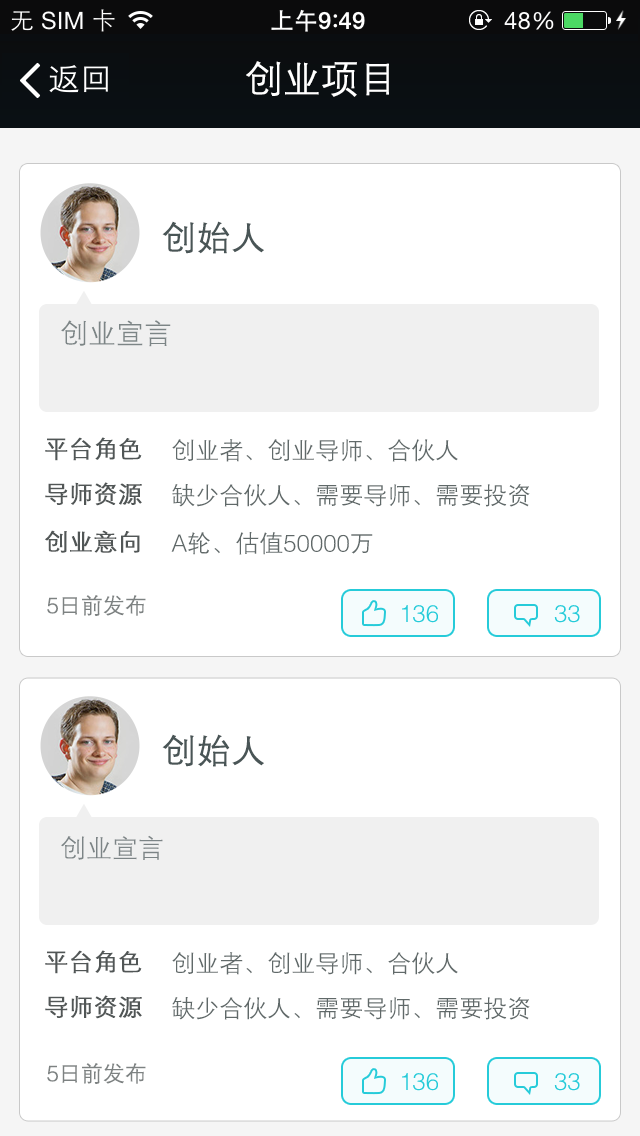 无 SIM 卡 上午9:49 48%
返回 创业项目
创始人
创业宣言
平台角色 创业者、创业导师、合伙人
导师资源 缺少合伙人、需要导师、需要投资
创业意向 A轮、估值50000万
5日前发布 136 33
创始人
创业宣言
平台角色 创业者、创业导师、合伙人
导师资源 缺少合伙人、需要导师、需要投资
5日前发布 136 33